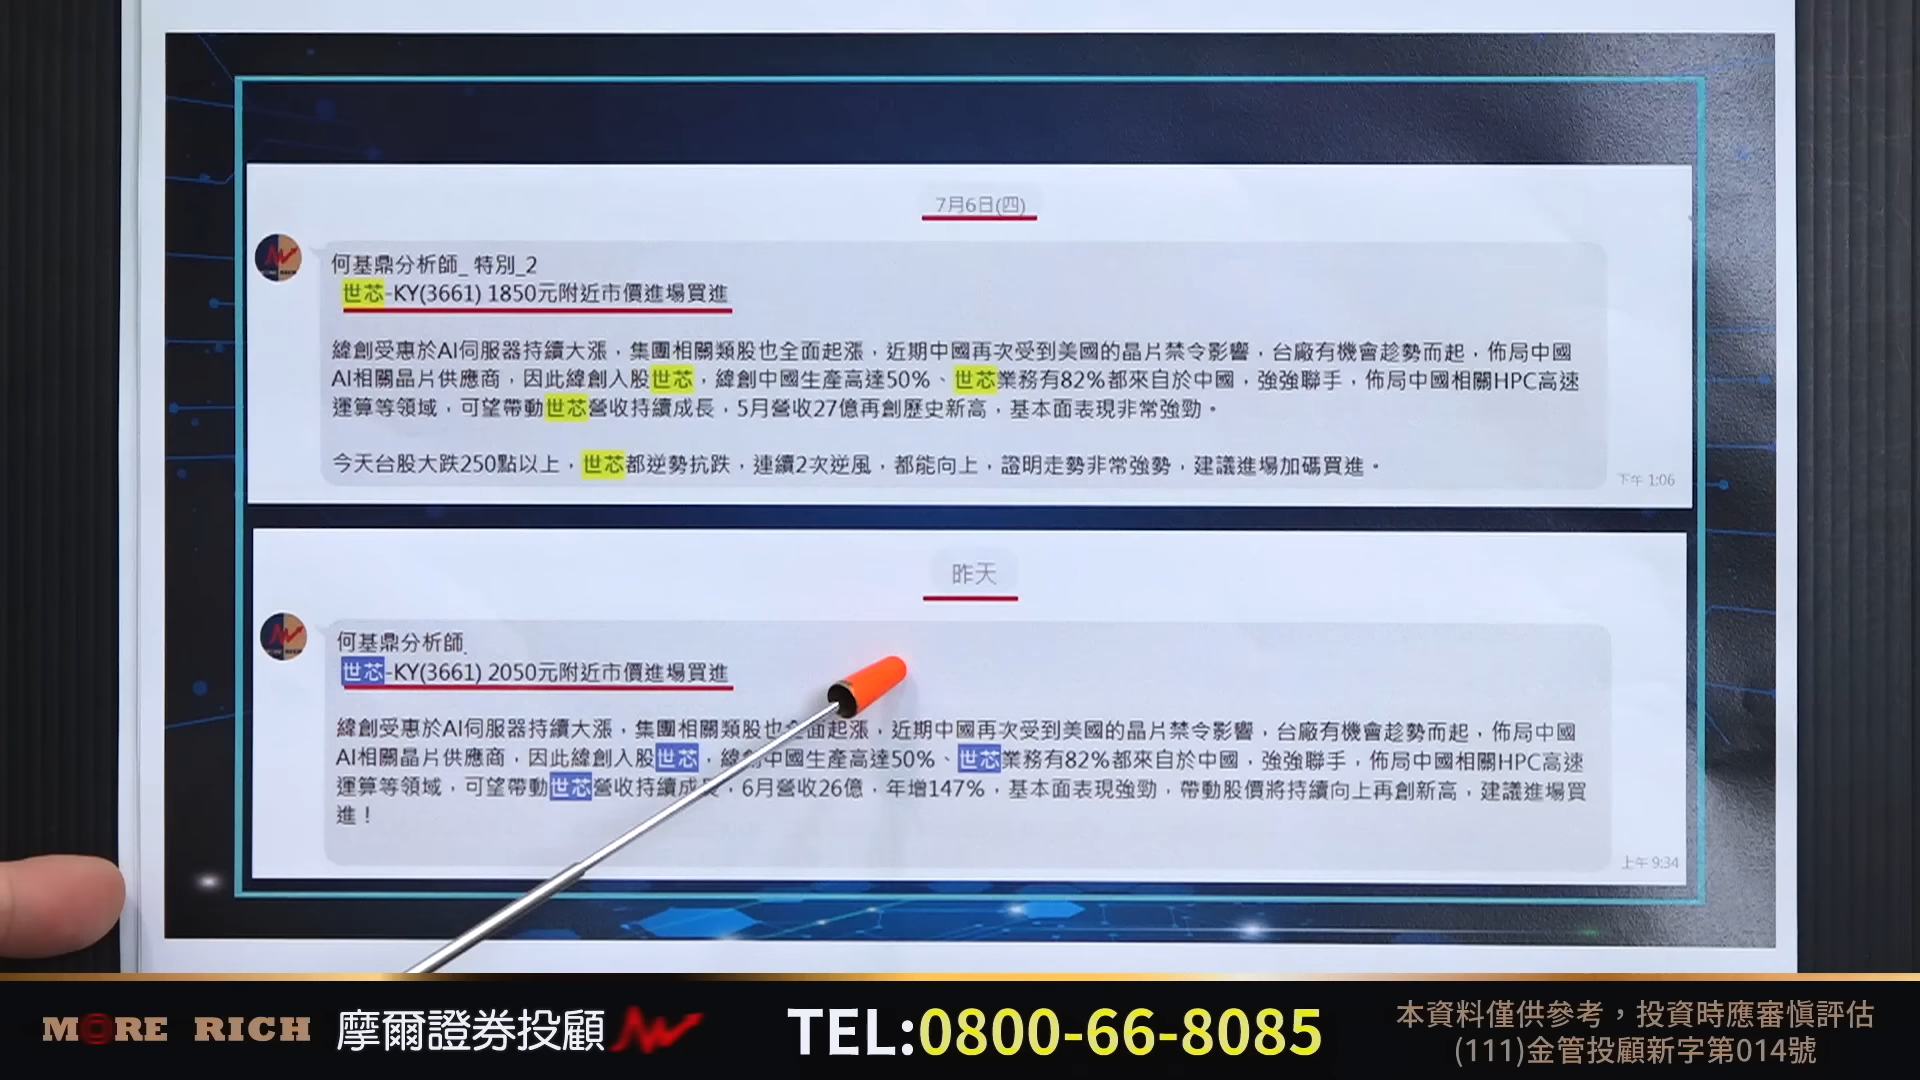 7月6日(四)
何基鼎分析師_ 特別_2
世芯-KY(3661) 1850元附近市價進場買進
緯創受惠於AI伺服器持續大漲，集團相關類股也全面起漲，近期中國再次受到美國的晶片禁令影響，台廠有機會趁勢而起，佈局中國
AI相關晶片供應商，因此緯創入股世芯，緯創中國生產高達50%、世芯業務有82%都來自於中國，強強聯手，佈局中國相關HPC高速
運算等領域，可望帶動世芯營收持續成長，5月營收27億再創歷史新高，基本面表現非常強勁。
今天台股大跌250點以上，世芯都逆勢抗跌，連續2次逆風，都能向上，證明走勢非常強勢，建議進場加碼買進。
下午 1:06
昨天
何基鼎分析師_
世芯-KY(3661) 2050元附近市價進場買進
緯創受惠於AI伺服器持續大漲，集團相關類股也全面起漲，近期中國再次受到美國的晶片禁令影響，台廠有機會趁勢而起，佈局中國
AI相關晶片供應商，因此緯創入股世芯，緯創中國生產高達50%、世芯業務有82%都來自於中國，強強聯手，佈局中國相關HPC高速
運算等領域，可望帶動世芯營收持續成長，6月營收26億，年增147%，基本面表現強勁，帶動股價將持續向上再創新高，建議進場買
進！
上午 9:34
MORE RICH 摩爾證券投顧 TEL:0800-66-8085
本資料僅供參考，投資時應審慎評估
(111)金管投顧新字第014號